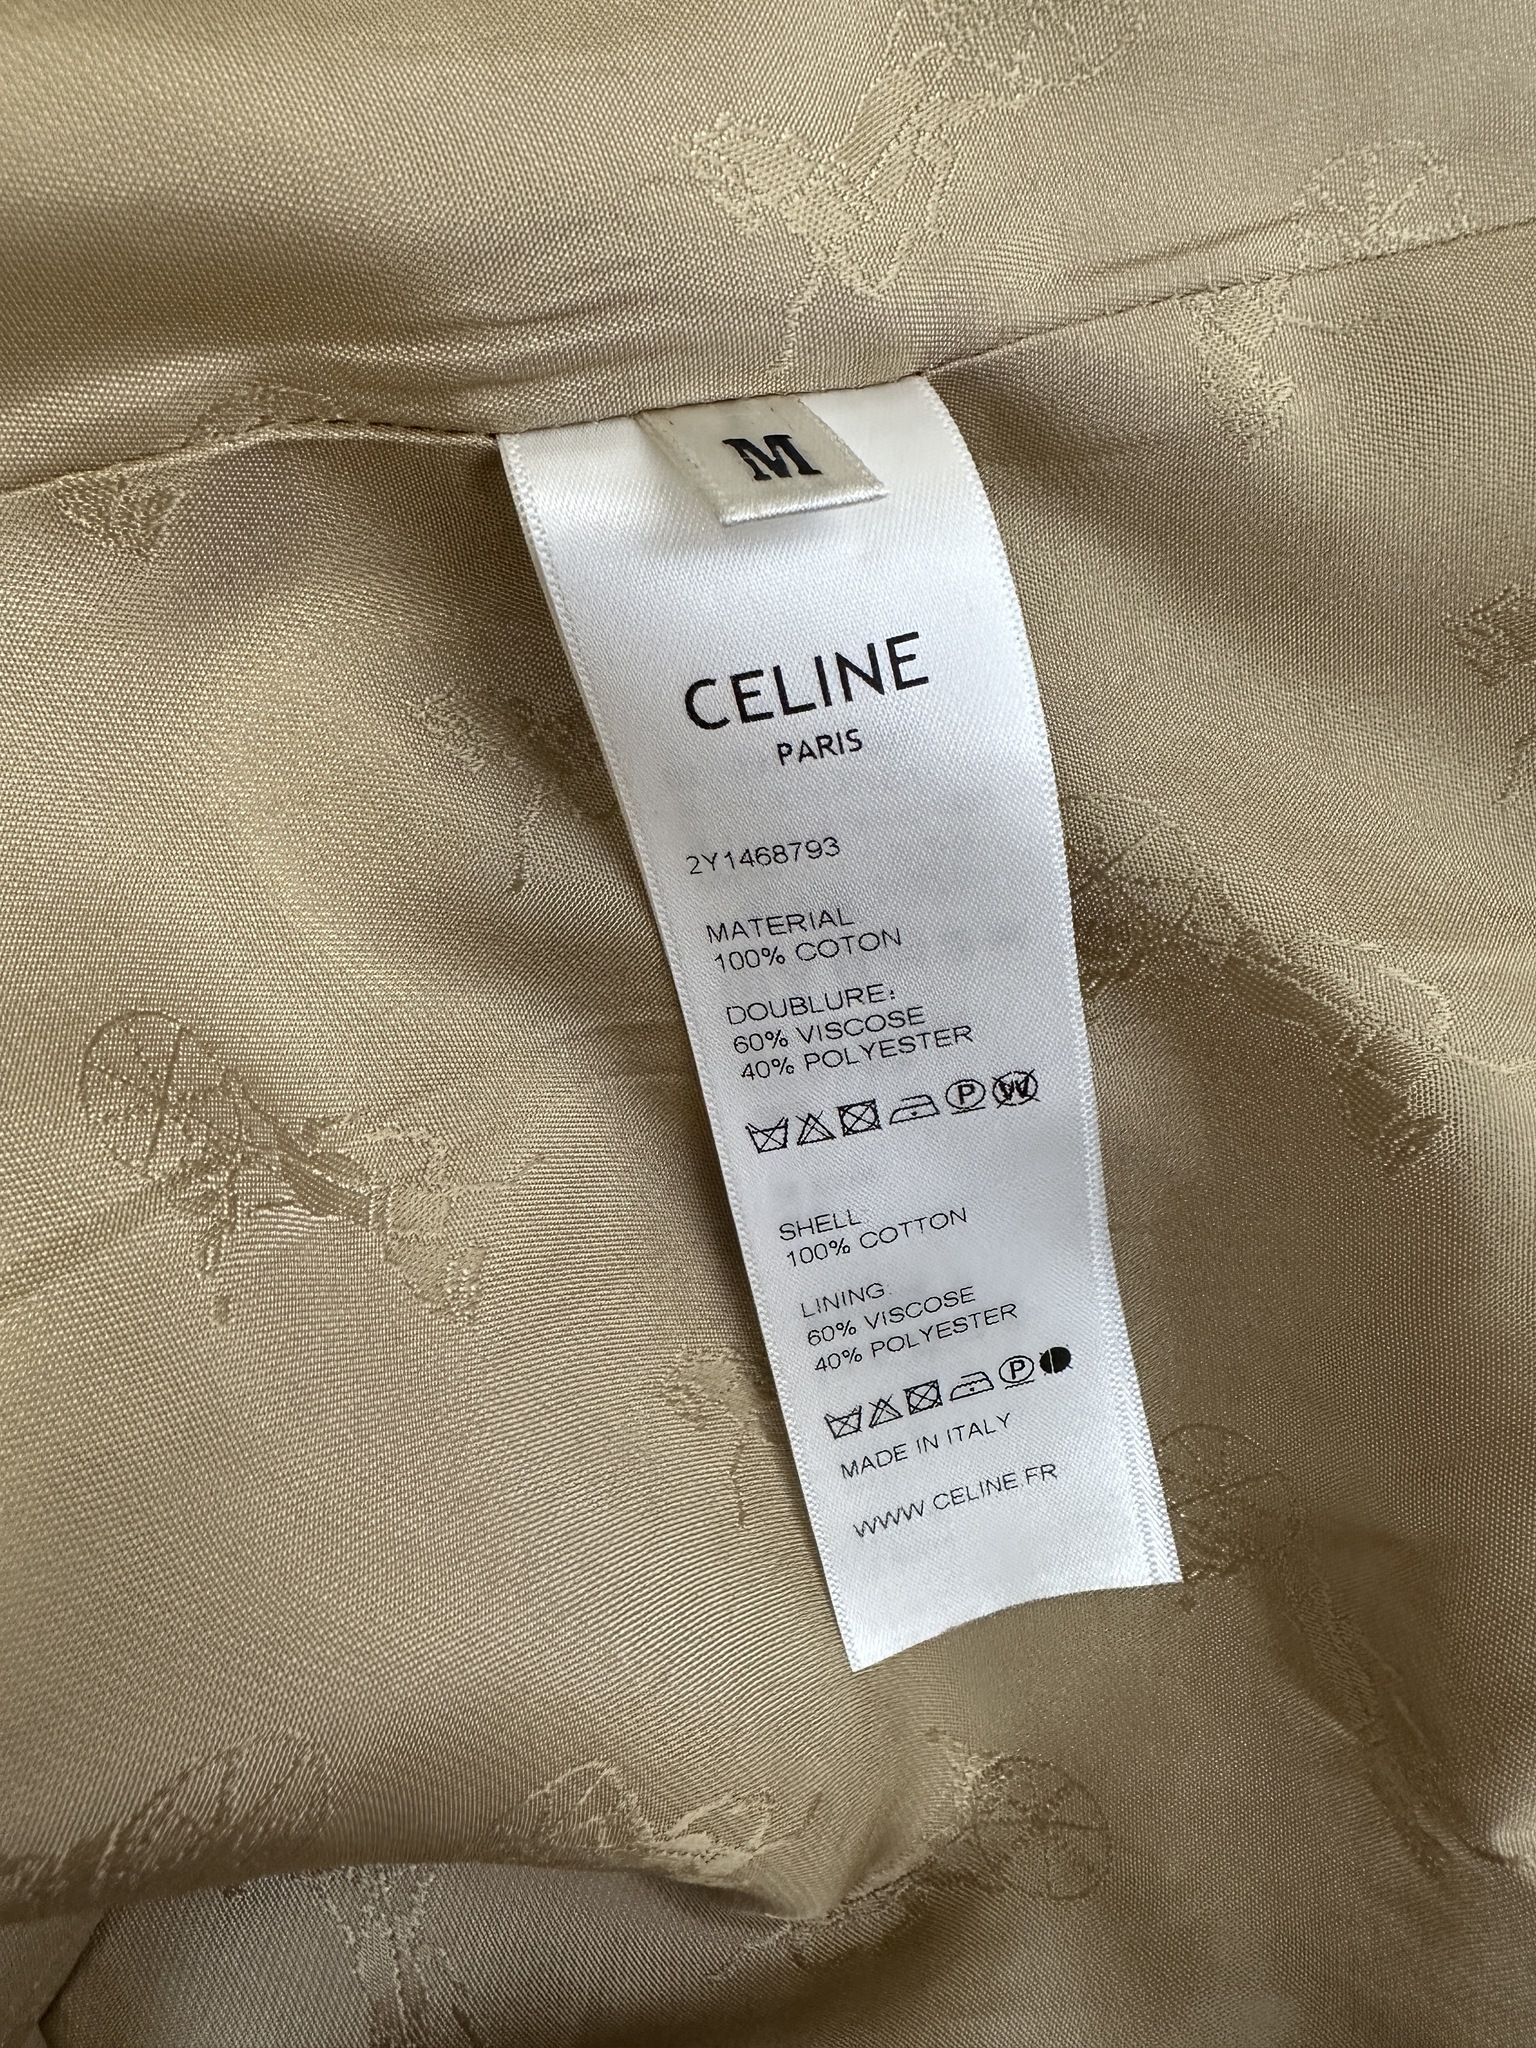 M
CELINE
PARIS
2Y1468793
MATERIAL
100% COTON
DOUBLURE:
60% VISCOSE
40% POLYESTER
P W
SHELL
100% COTTON
LINING:
60% VISCOSE
40% POLYESTER
P
MADE IN ITALY
WWW.CELINE.FR